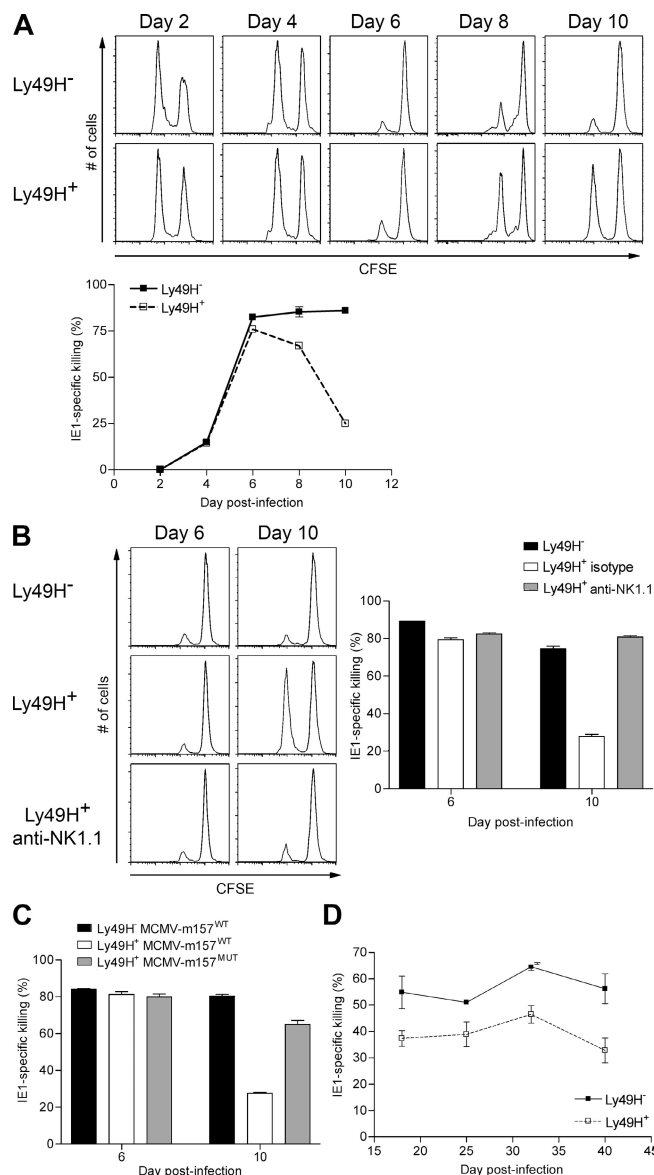 A
Day 2 Day 4 Day 6 Day 8 Day 10
Ly49H-
Ly49H+
# of cells
CFSE
Ly49H-
Ly49H+
IE1-specific killing (%)
100
75
50
25
0
0 2 4 6 8 10 12
Day post-infection
B
Day 6 Day 10
Ly49H-
Ly49H+
Ly49H+
anti-NK1.1
# of cells
CFSE
Ly49H-
Ly49H+ isotype
Ly49H+ anti-NK1.1
IE1-specific killing (%)
100
80
60
40
20
0
6 10
Day post-infection
C
Ly49H- MCMV-m157WT
Ly49H+ MCMV-m157WT
Ly49H+ MCMV-m157MUT
IE1-specific killing (%)
100
80
60
40
20
0
6 10
Day post-infection
D
IE1-specific killing (%)
70
60
50
40
30
20
10
0
Ly49H-
Ly49H+
15 20 25 30 35 40 45
Day post-infection